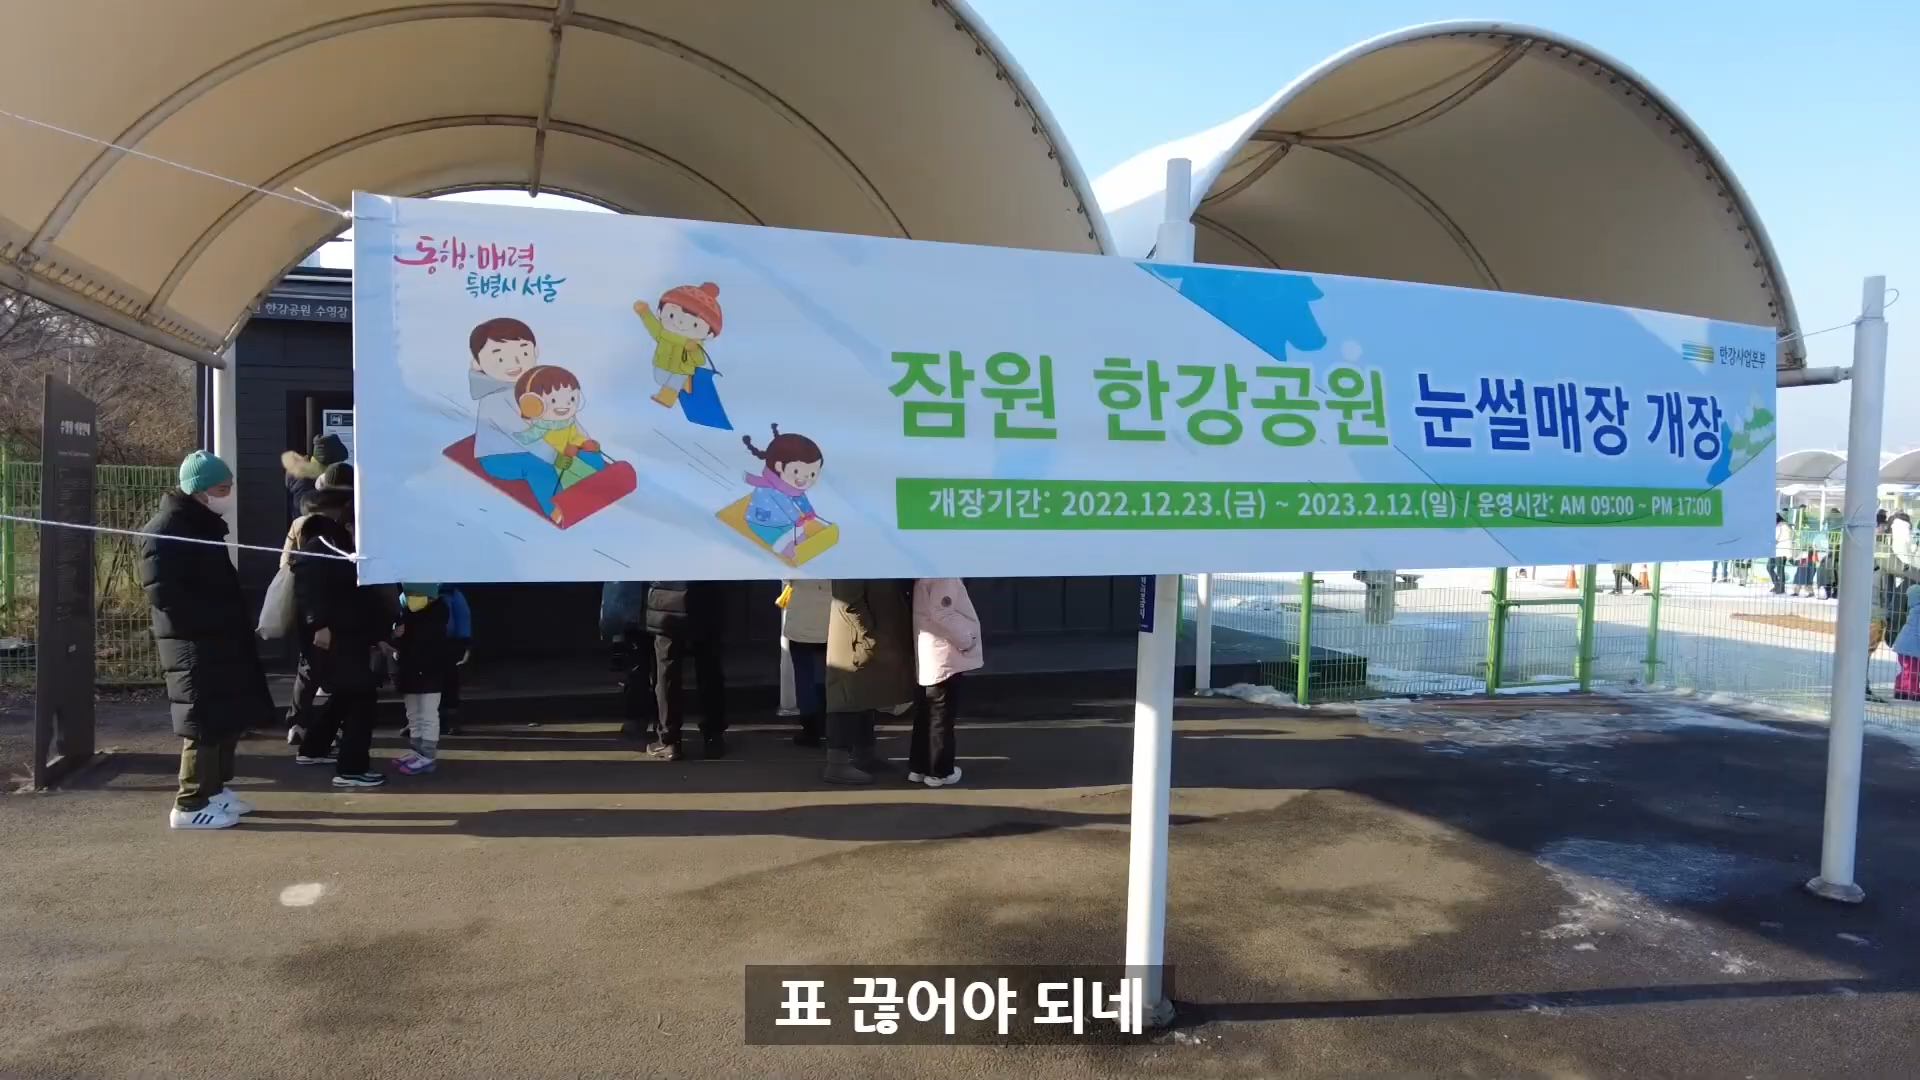 동행·매력
특별시 서울
한강공원 수영장
한강사업본부
잠원 한강공원 눈썰매장 개장
개장기간: 2022.12.23.(금) ~ 2023.2.12.(일) / 운영시간: AM 09:00 ~ PM 17:00
표 끊어야 되네